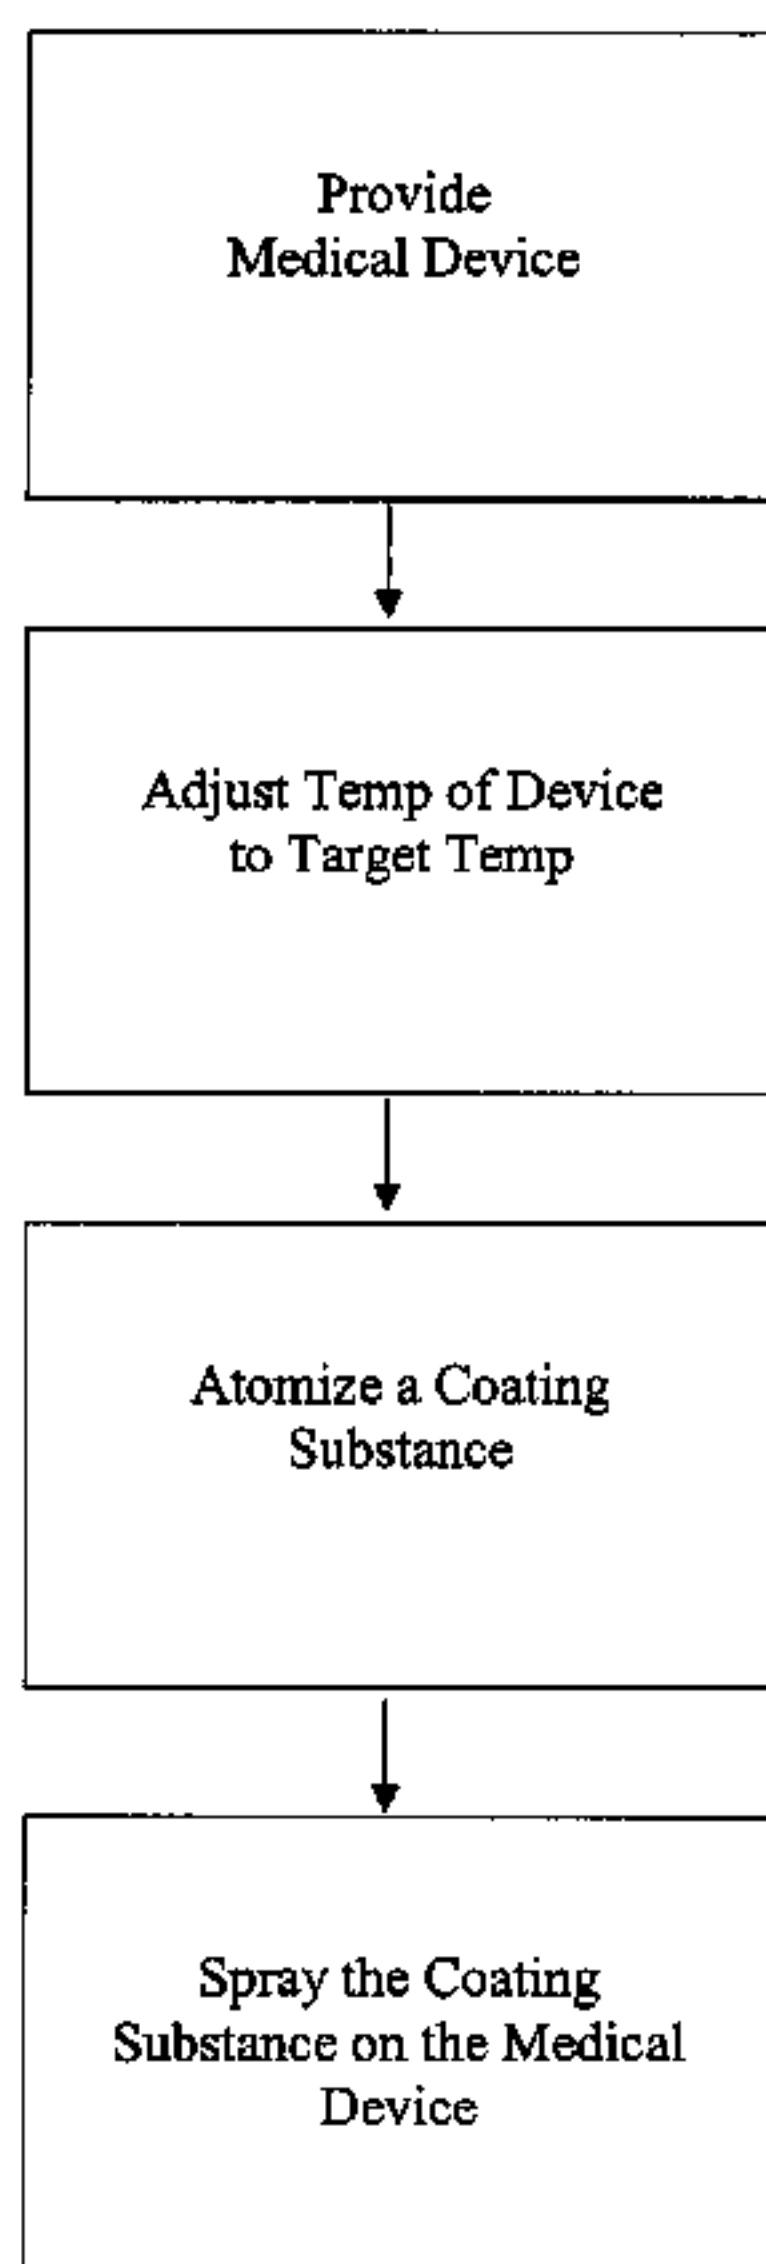 Provide
Medical Device
Adjust Temp of Device
to Target Temp
Atomize a Coating
Substance
Spray the Coating
Substance on the Medical
Device